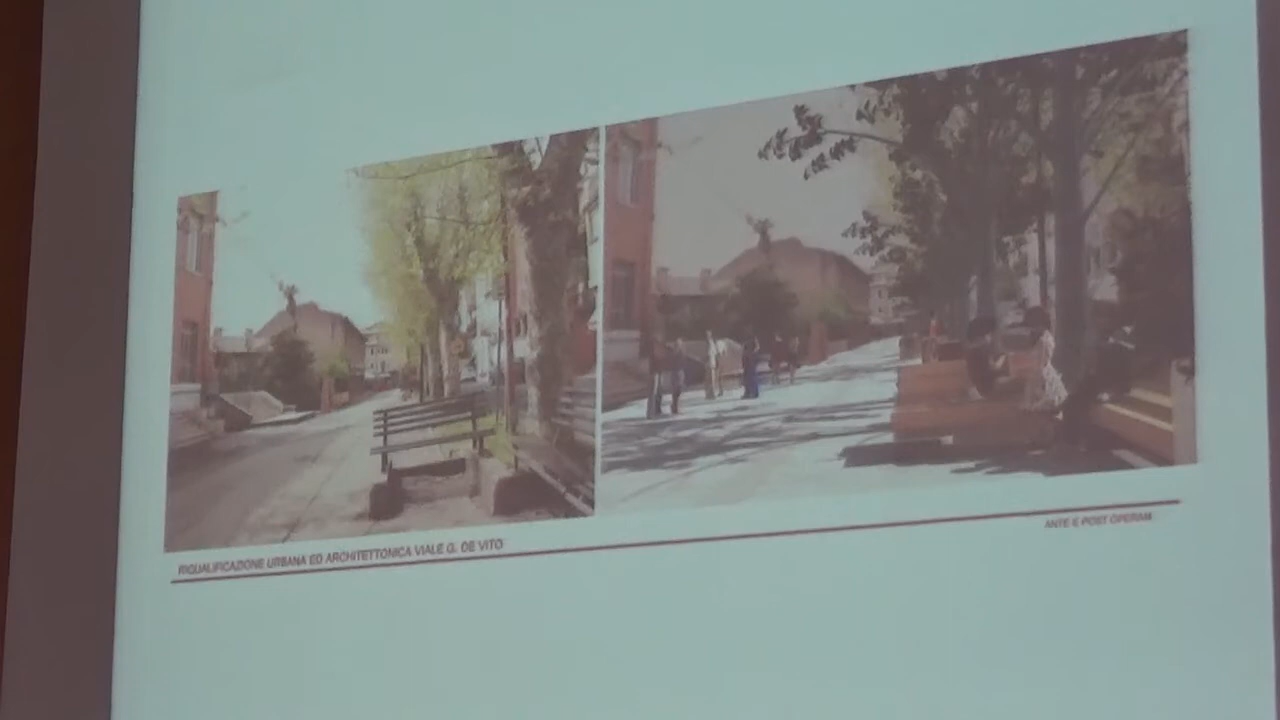 RIQUALIFICAZIONE URBANA ED ARCHITETTONICA VIALE G. DE VITO
ANTE E POST OPERAM